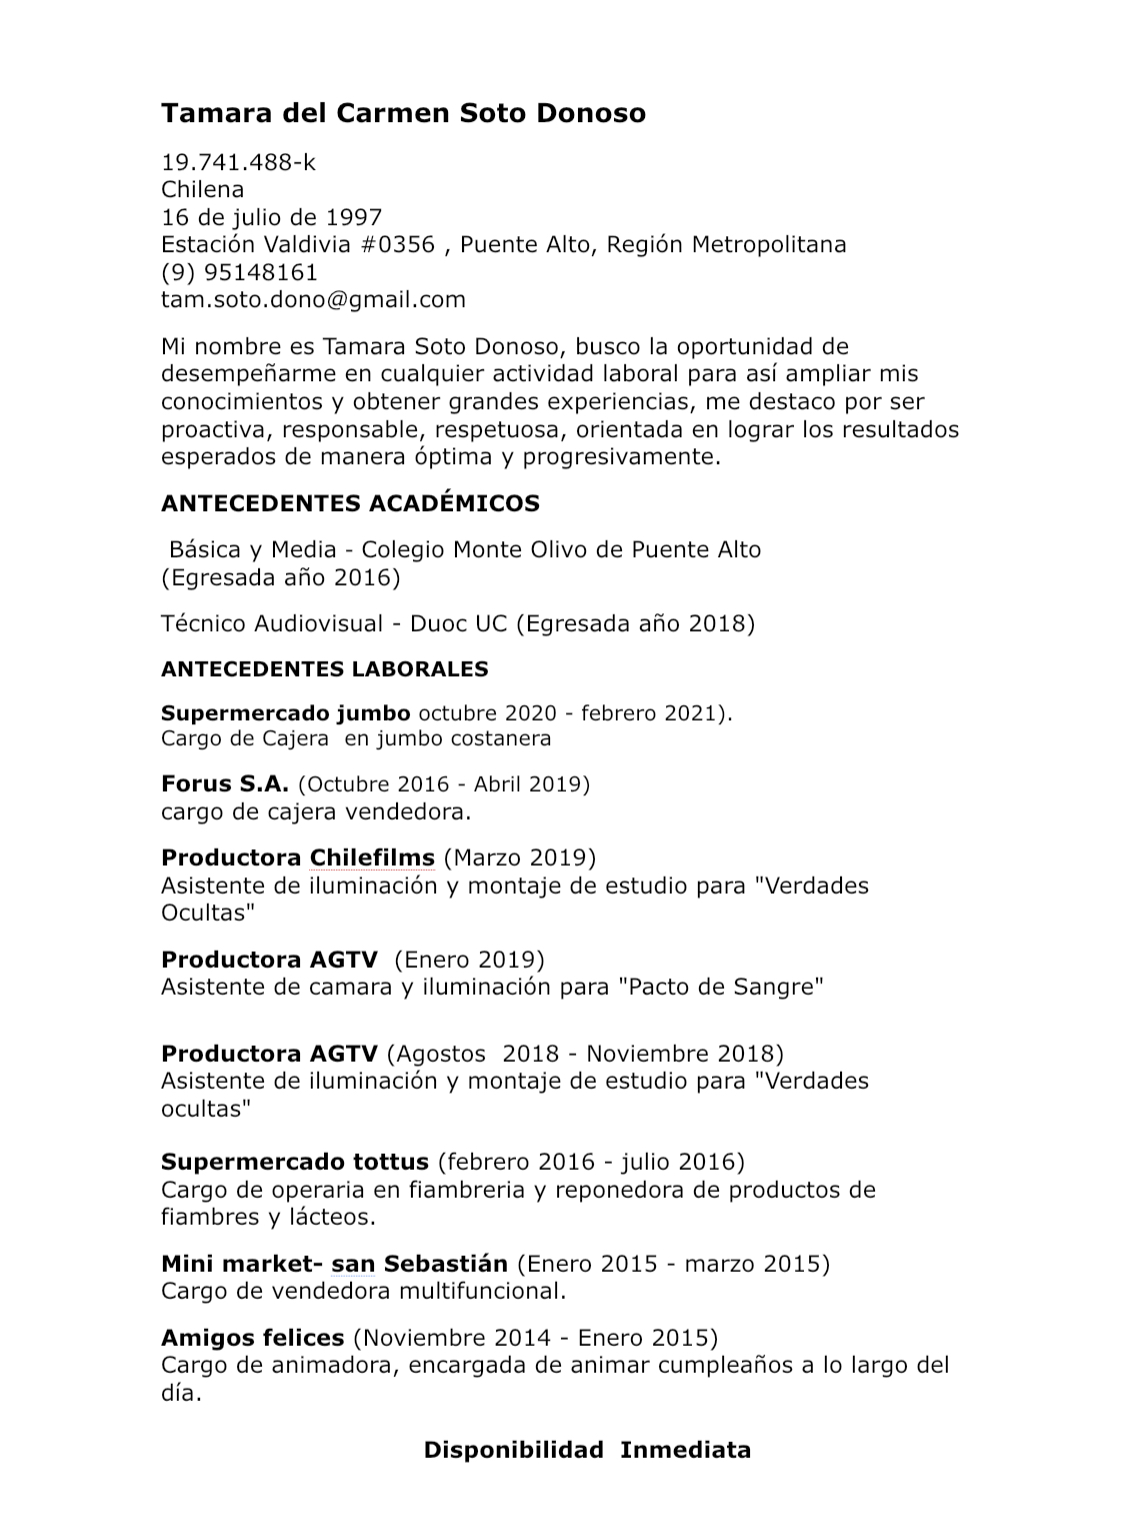 Tamara del Carmen Soto Donoso
19.741.488-k
Chilena
16 de julio de 1997
Estación Valdivia #0356 , Puente Alto, Región Metropolitana
(9) 95148161
tam.soto.dono@gmail.com
Mi nombre es Tamara Soto Donoso, busco la oportunidad de
desempeñarme en cualquier actividad laboral para así ampliar mis
conocimientos y obtener grandes experiencias, me destaco por ser
proactiva, responsable, respetuosa, orientada en lograr los resultados
esperados de manera óptima y progresivamente.
ANTECEDENTES ACADÉMICOS
Básica y Media - Colegio Monte Olivo de Puente Alto
(Egresada año 2016)
Técnico Audiovisual - Duoc UC (Egresada año 2018)
ANTECEDENTES LABORALES
Supermercado jumbo octubre 2020 - febrero 2021).
Cargo de Cajera  en jumbo costanera
Forus S.A. (Octubre 2016 - Abril 2019)
cargo de cajera vendedora.
Productora Chilefilms (Marzo 2019)
Asistente de iluminación y montaje de estudio para "Verdades
Ocultas"
Productora AGTV  (Enero 2019)
Asistente de camara y iluminación para "Pacto de Sangre"
Productora AGTV (Agostos  2018 - Noviembre 2018)
Asistente de iluminación y montaje de estudio para "Verdades
ocultas"
Supermercado tottus (febrero 2016 - julio 2016)
Cargo de operaria en fiambreria y reponedora de productos de
fiambres y lácteos.
Mini market- san Sebastián (Enero 2015 - marzo 2015)
Cargo de vendedora multifuncional.
Amigos felices (Noviembre 2014 - Enero 2015)
Cargo de animadora, encargada de animar cumpleaños a lo largo del
día.
Disponibilidad  Inmediata